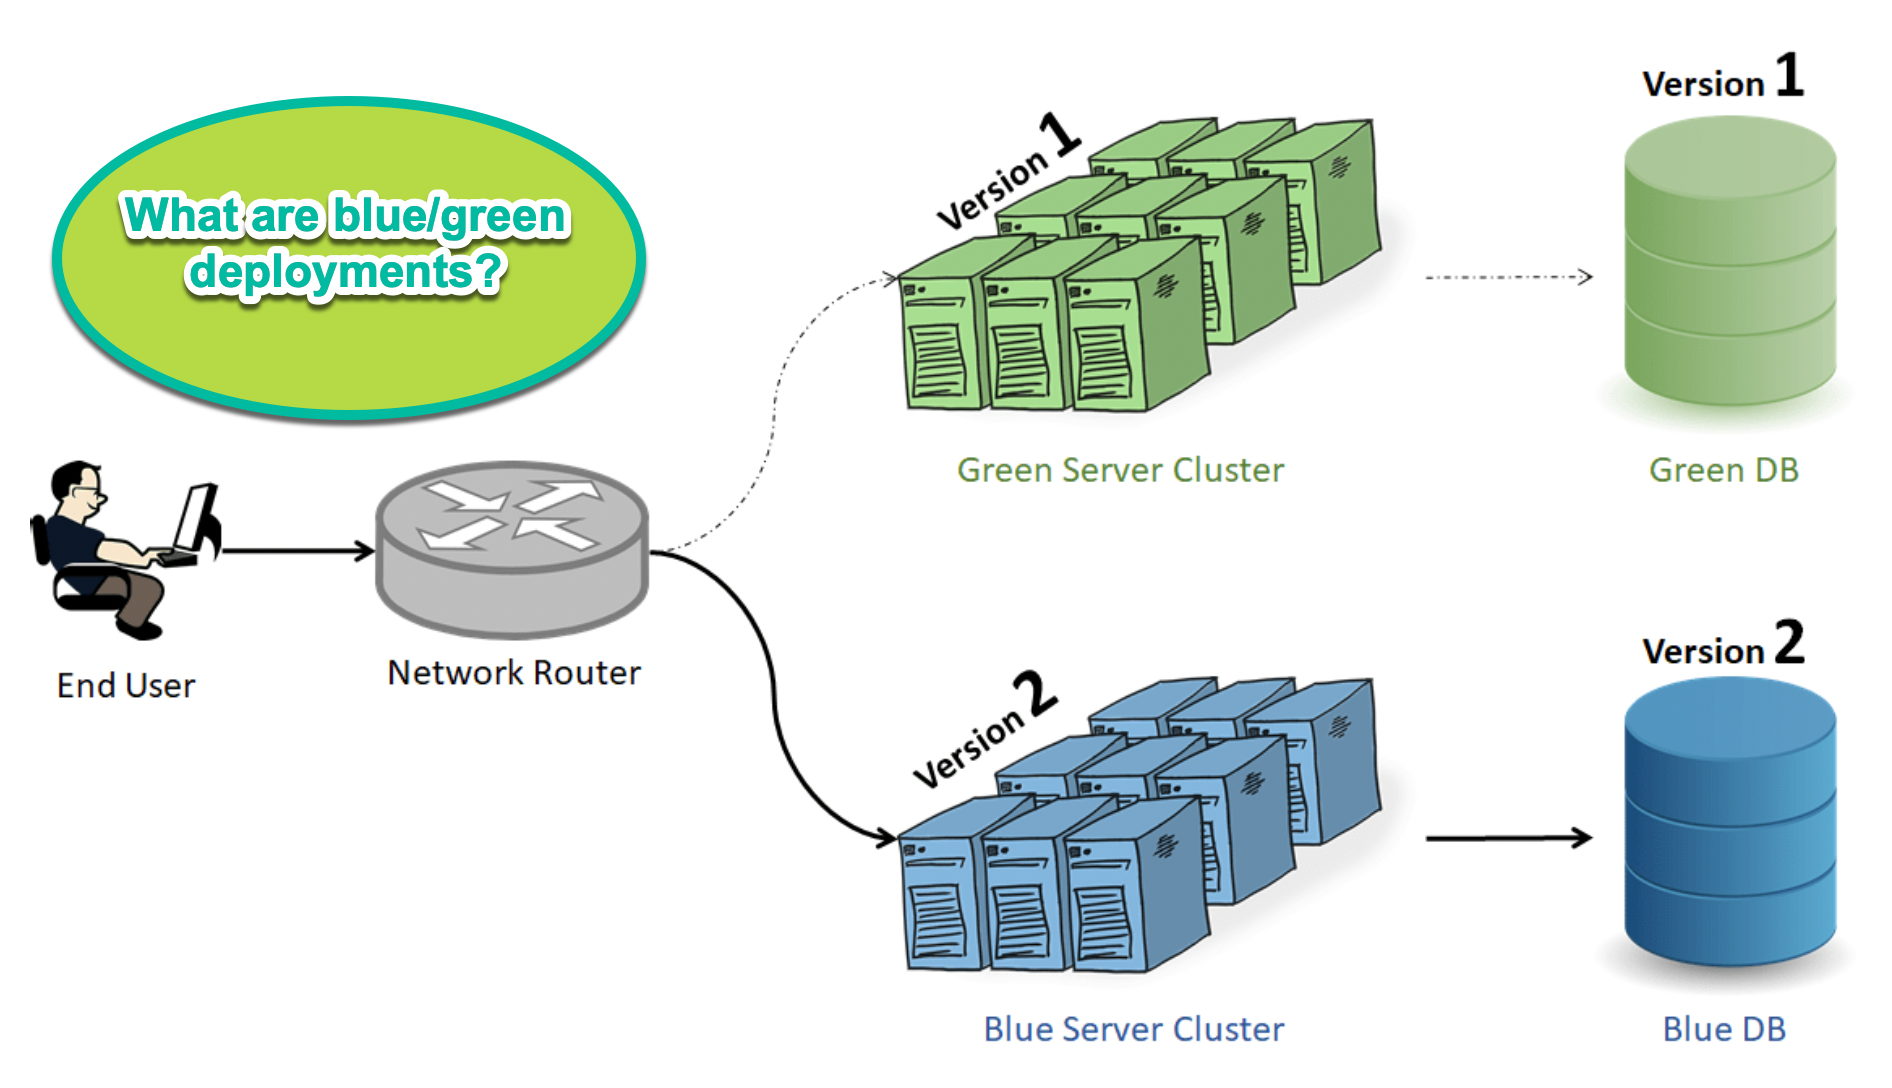 What are blue/green
deployments?
Version 1
Version 1
Green Server Cluster
Green DB
End User
Network Router
Version 2
Version 2
Blue Server Cluster
Blue DB